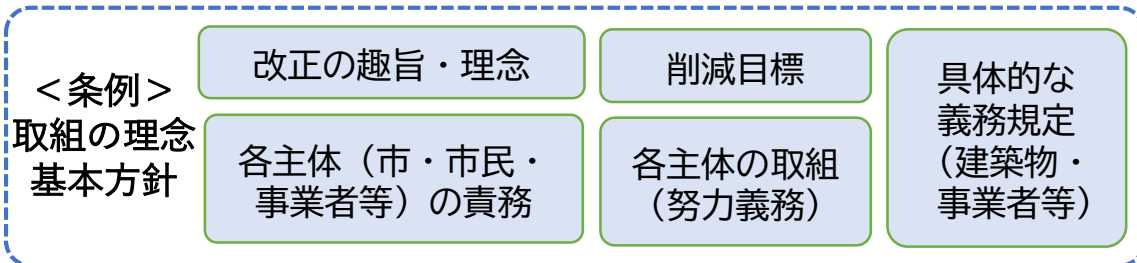 ＜条例＞
取組の理念
基本方針
改正の趣旨・理念
削減目標
具体的な
義務規定
（建築物・
事業者等）
各主体（市・市民・
事業者等）の責務
各主体の取組
（努力義務）